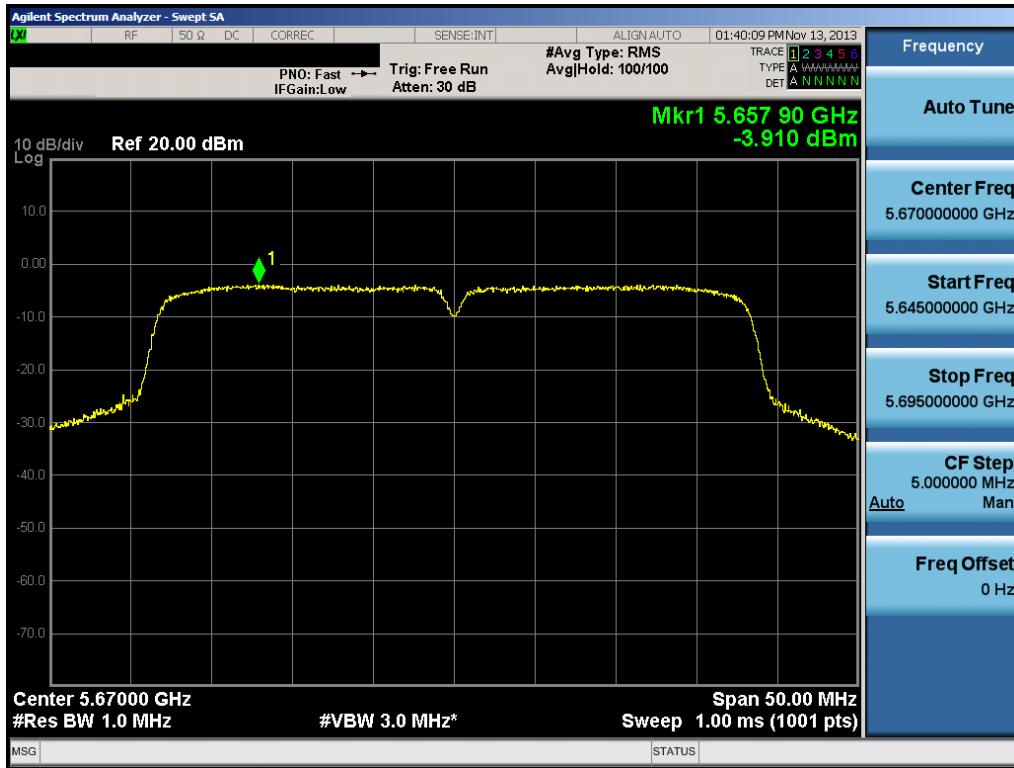 Agilent Spectrum Analyzer - Swept SA
LXI RF 50 Ω DC CORREC SENSE:INT ALIGN AUTO 01:40:09 PM Nov 13, 2013
PNO: Fast
IFGain:Low
Trig: Free Run
Atten: 30 dB
#Avg Type: RMS
Avg|Hold: 100/100
TRACE 1 2 3 4 5 6
TYPE A WWWWW
DET A N N N N N
Mkr1 5.657 90 GHz
-3.910 dBm
10 dB/div Ref 20.00 dBm
Log
10.0
0.00
-10.0
-20.0
-30.0
-40.0
-50.0
-60.0
-70.0
1
Center 5.67000 GHz Span 50.00 MHz
#Res BW 1.0 MHz #VBW 3.0 MHz* Sweep 1.00 ms (1001 pts)
MSG STATUS
Frequency
Auto Tune
Center Freq
5.670000000 GHz
Start Freq
5.645000000 GHz
Stop Freq
5.695000000 GHz
CF Step
5.000000 MHz
Auto Man
Freq Offset
0 Hz